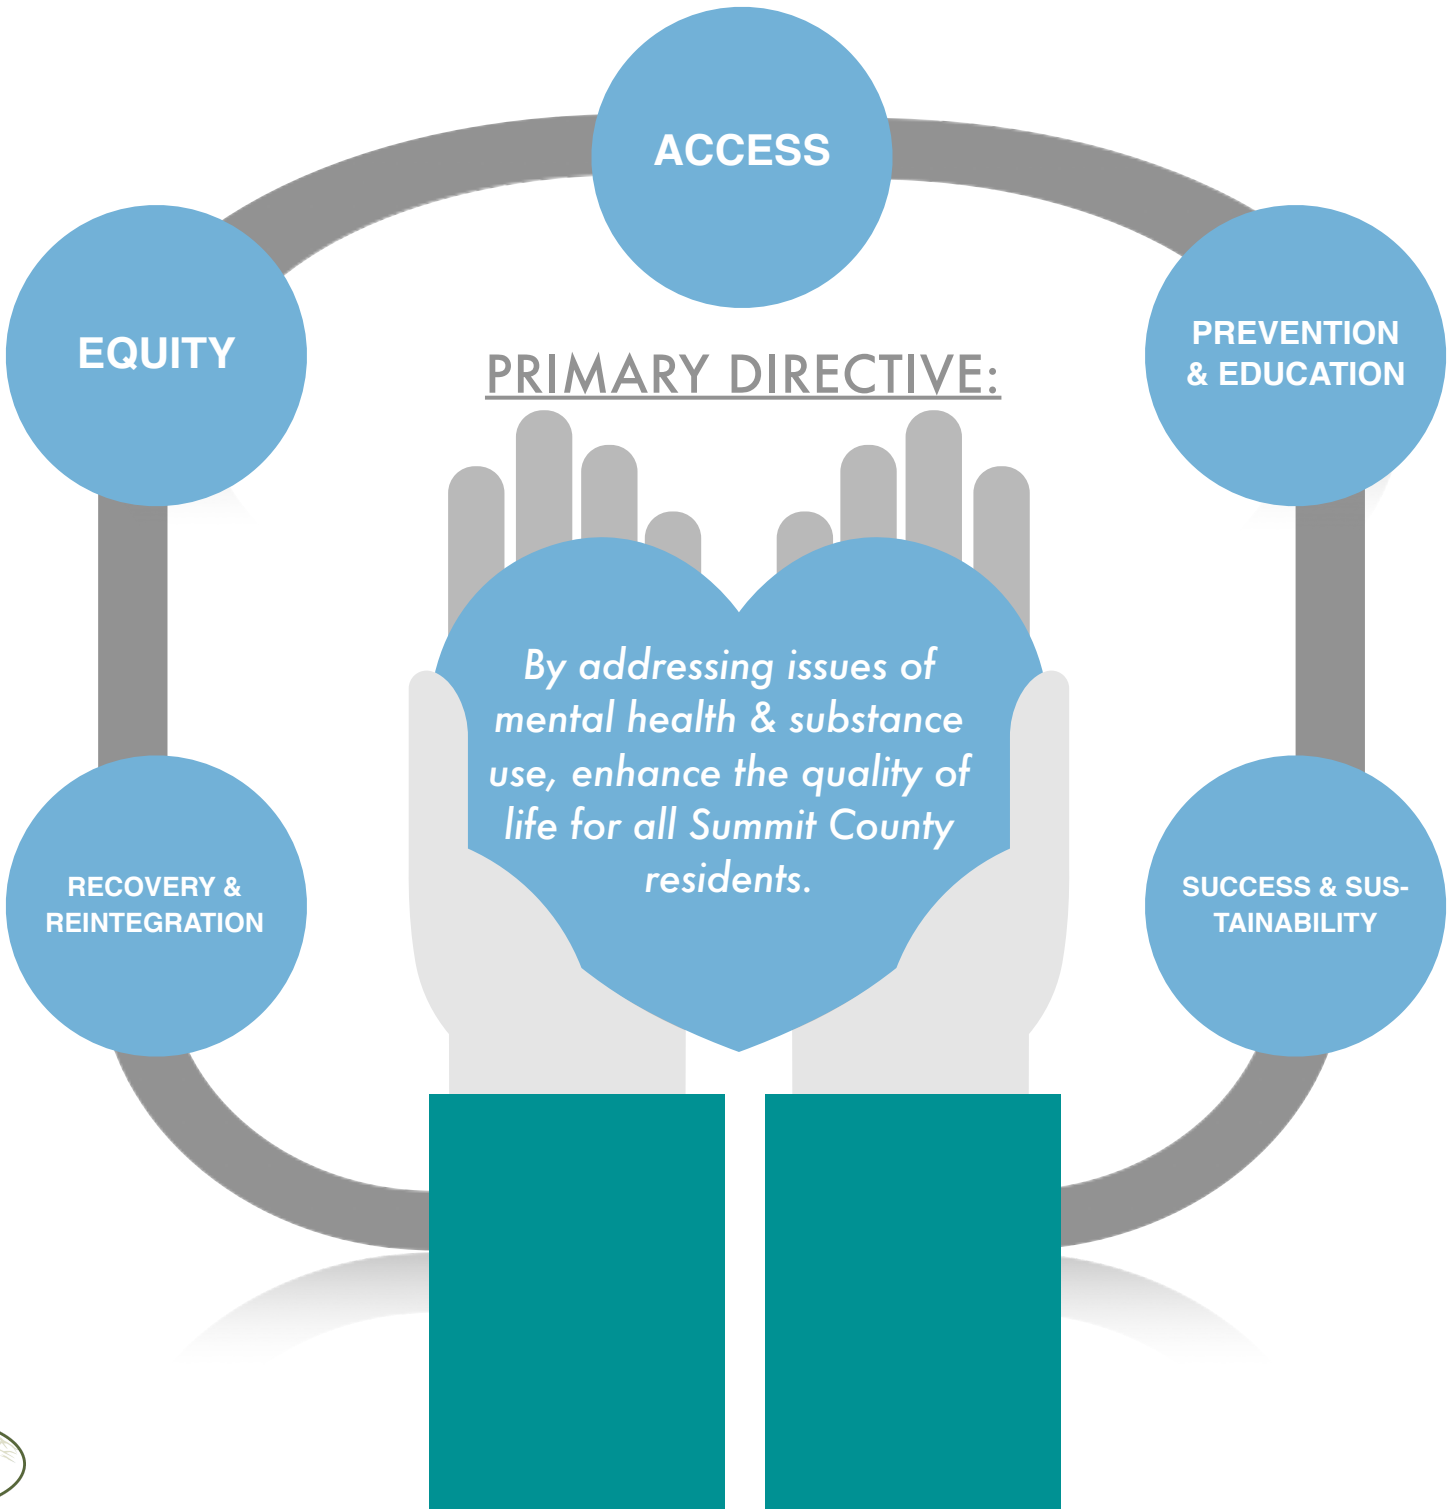 ACCESS
EQUITY
PREVENTION
& EDUCATION
PRIMARY DIRECTIVE:
By addressing issues of
mental health & substance
use, enhance the quality of
life for all Summit County
residents.
RECOVERY &
REINTEGRATION
SUCCESS & SUS-
TAINABILITY